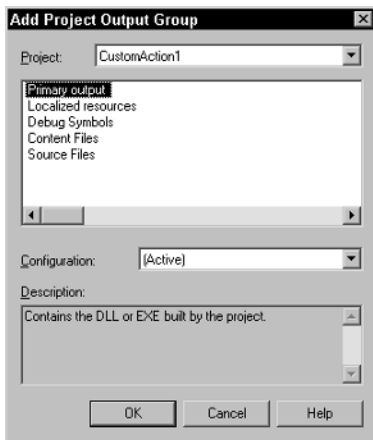 Add Project Output Group
Project: CustomAction1
Primary output
Localized resources
Debug Symbols
Content Files
Source Files
Configuration: (Active)
Description:
Contains the DLL or EXE built by the project.
OK Cancel Help